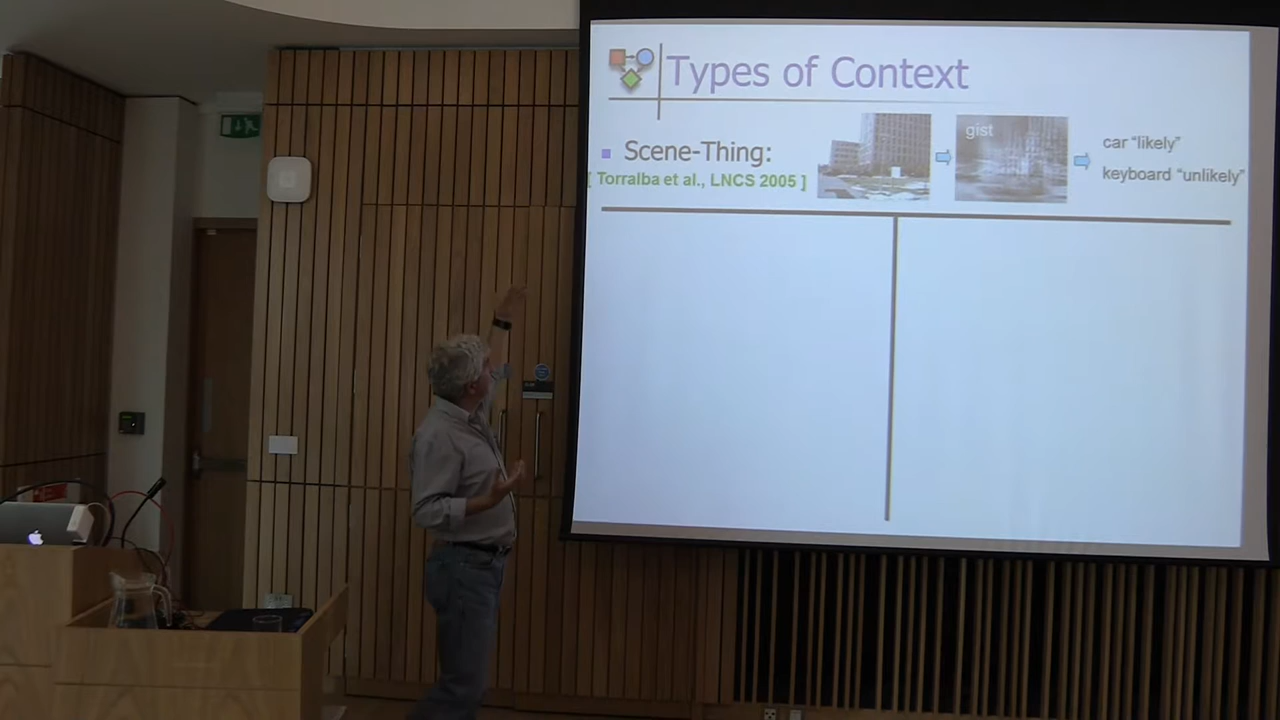 Types of Context
Scene-Thing:
[ Torralba et al., LNCS 2005 ]
gist
car “likely”
keyboard “unlikely”